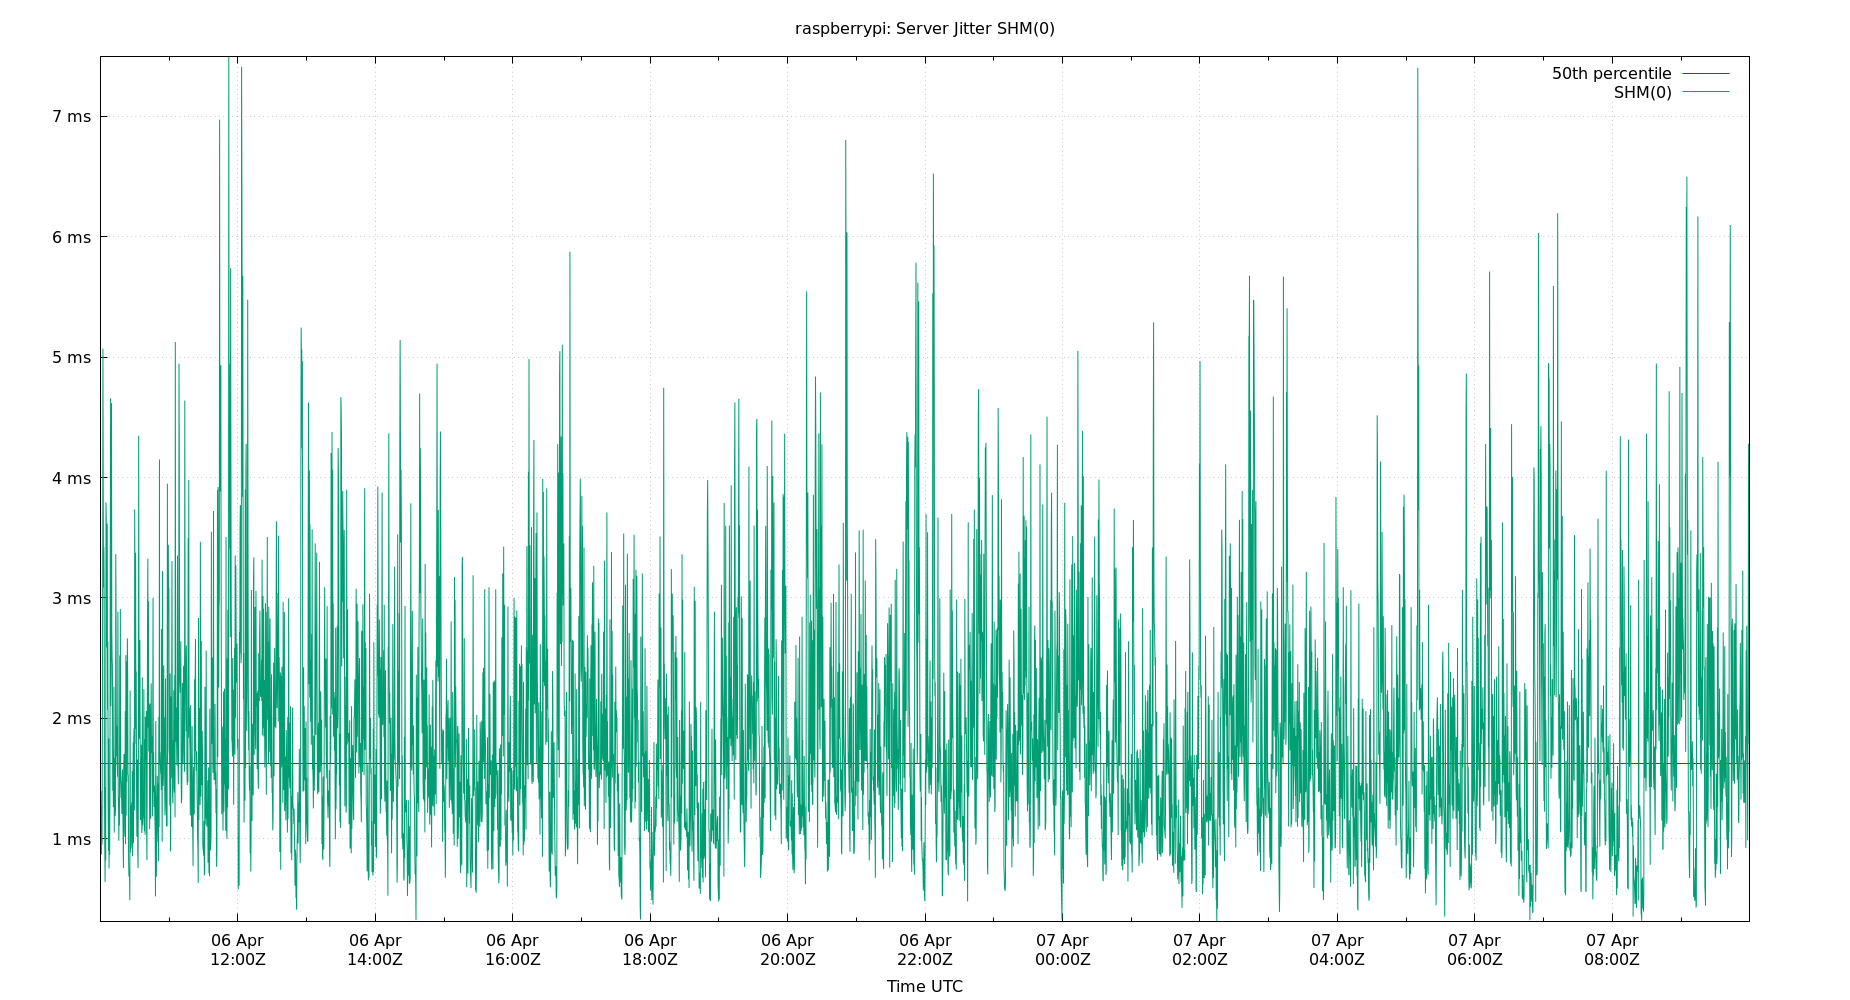 raspberrypi: Server Jitter SHM(0)
50th percentile
SHM(0)
7 ms
6 ms
5 ms
4 ms
3 ms
2 ms
1 ms
06 Apr 06 Apr 06 Apr 06 Apr 06 Apr 06 Apr 07 Apr 07 Apr 07 Apr 07 Apr 07 Apr
12:00Z 14:00Z 16:00Z 18:00Z 20:00Z 22:00Z 00:00Z 02:00Z 04:00Z 06:00Z 08:00Z
Time UTC